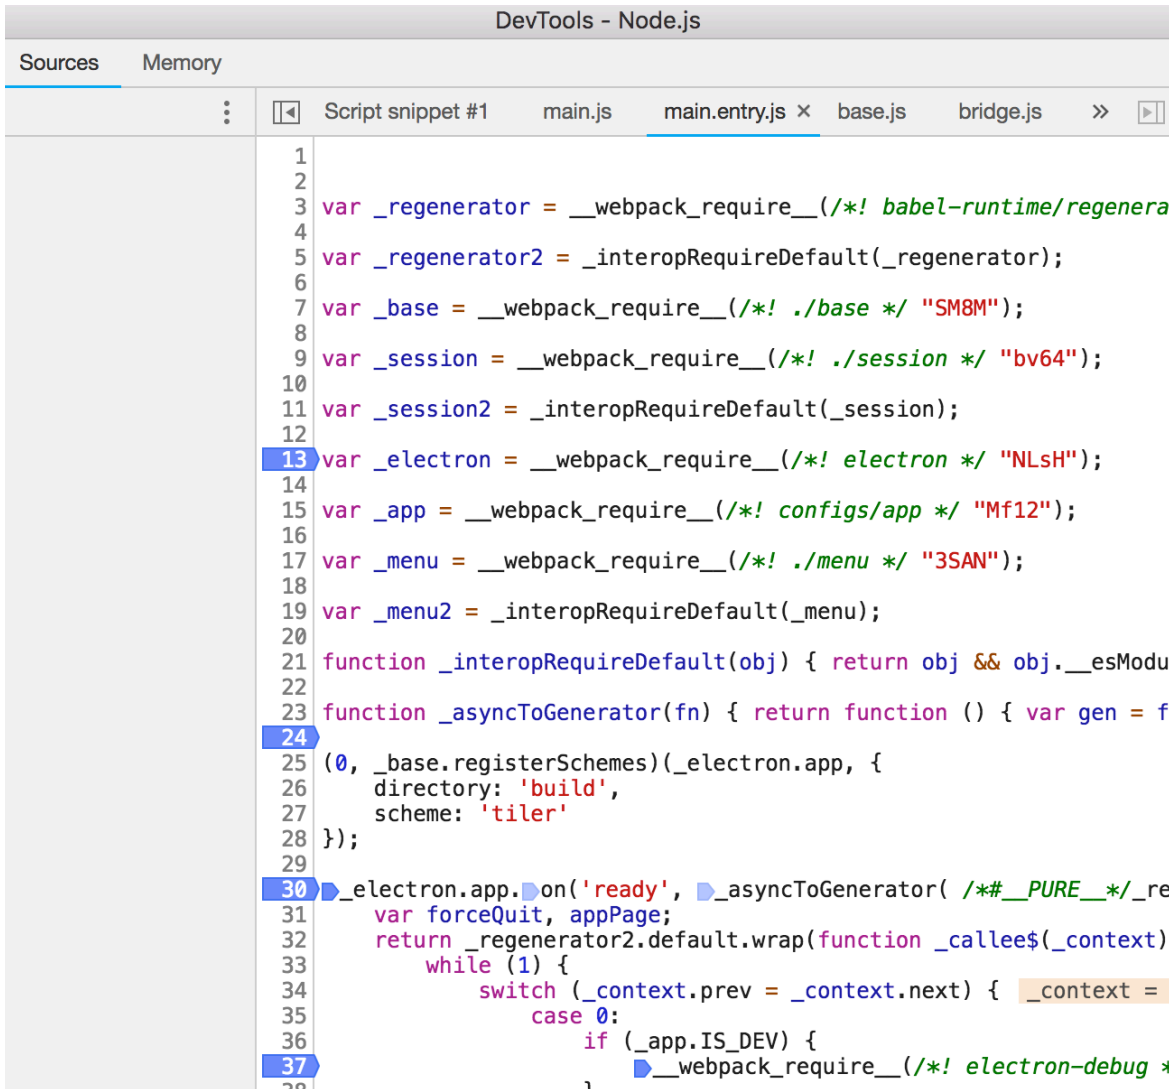 DevTools - Node.js
Sources Memory
Script snippet #1 main.js main.entry.js × base.js bridge.js »
1
2
3 var _regenerator = __webpack_require__(/*! babel-runtime/regenera
4
5 var _regenerator2 = _interopRequireDefault(_regenerator);
6
7 var _base = __webpack_require__(/*! ./base */ "SM8M");
8
9 var _session = __webpack_require__(/*! ./session */ "bv64");
10
11 var _session2 = _interopRequireDefault(_session);
12
13 var _electron = __webpack_require__(/*! electron */ "NLsH");
14
15 var _app = __webpack_require__(/*! configs/app */ "Mf12");
16
17 var _menu = __webpack_require__(/*! ./menu */ "3SAN");
18
19 var _menu2 = _interopRequireDefault(_menu);
20
21 function _interopRequireDefault(obj) { return obj && obj.__esModu
22
23 function _asyncToGenerator(fn) { return function () { var gen = f
24
25 (0, _base.registerSchemes)(_electron.app, {
26     directory: 'build',
27     scheme: 'tiler'
28 });
29
30 _electron.app.on('ready', _asyncToGenerator( /*#__PURE__*/_re
31     var forceQuit, appPage;
32     return _regenerator2.default.wrap(function _callee$(_context)
33         while (1) {
34             switch (_context.prev = _context.next) { _context =
35                 case 0:
36                     if (_app.IS_DEV) {
37                         __webpack_require__(/*! electron-debug *
38                     }